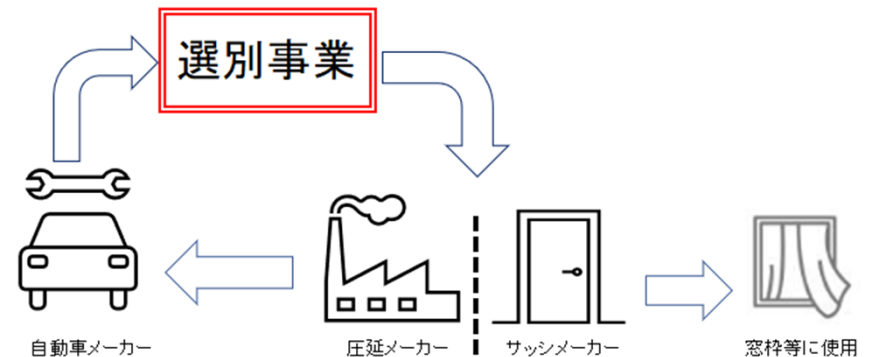 選別事業
自動車メーカー
圧延メーカー
サッシメーカー
窓枠等に使用